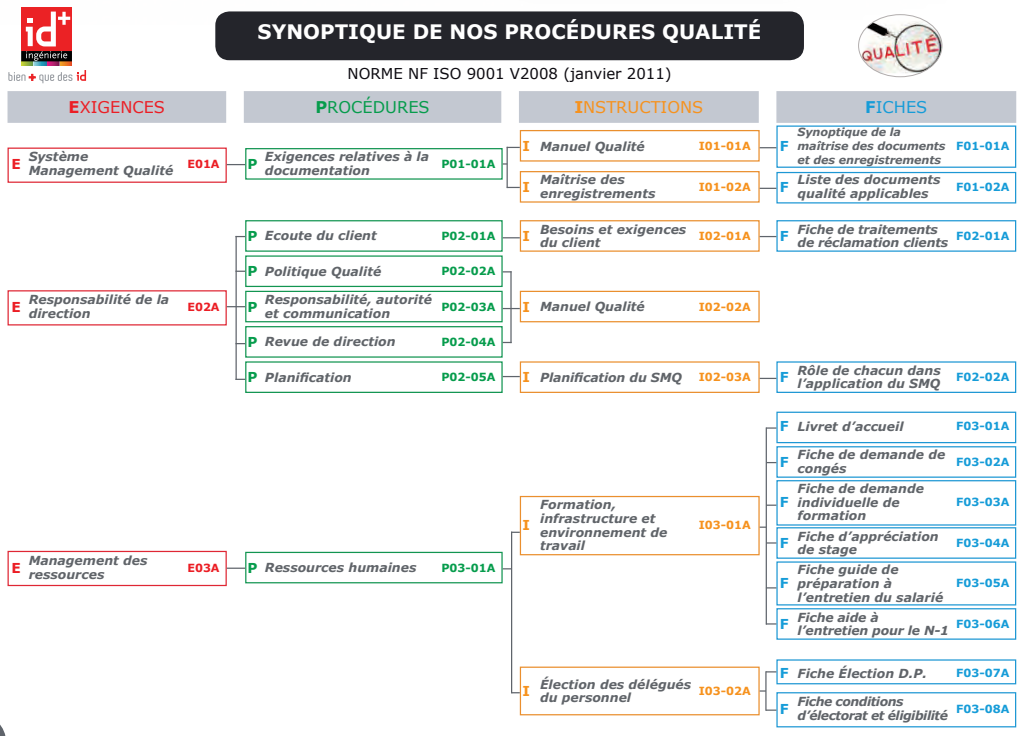 id+
ingénierie
bien + que des id
SYNOPTIQUE DE NOS PROCÉDURES QUALITÉ
NORME NF ISO 9001 V2008 (janvier 2011)
QUALITÉ
EXIGENCES
PROCÉDURES
INSTRUCTIONS
FICHES
E Système
Management Qualité E01A
P Exigences relatives à la
documentation P01-01A
I Manuel Qualité I01-01A
F Synoptique de la
maîtrise des documents
et des enregistrements F01-01A
I Maîtrise des
enregistrements I01-02A
F Liste des documents
qualité applicables F01-02A
E Responsabilité de la
direction E02A
P Ecoute du client P02-01A
I Besoins et exigences
du client I02-01A
F Fiche de traitements
de réclamation clients F02-01A
P Politique Qualité P02-02A
P Responsabilité, autorité
et communication P02-03A
I Manuel Qualité I02-02A
P Revue de direction P02-04A
P Planification P02-05A
I Planification du SMQ I02-03A
F Rôle de chacun dans
l'application du SMQ F02-02A
E Management des
ressources E03A
P Ressources humaines P03-01A
I Formation,
infrastructure et
environnement de
travail I03-01A
F Livret d'accueil F03-01A
F Fiche de demande de
congés F03-02A
F Fiche de demande
individuelle de
formation F03-03A
F Fiche d'appréciation
de stage F03-04A
F Fiche guide de
préparation à
l'entretien du salarié F03-05A
F Fiche aide à
l'entretien pour le N-1 F03-06A
I Élection des délégués
du personnel I03-02A
F Fiche Élection D.P. F03-07A
F Fiche conditions
d'électorat et éligibilité F03-08A